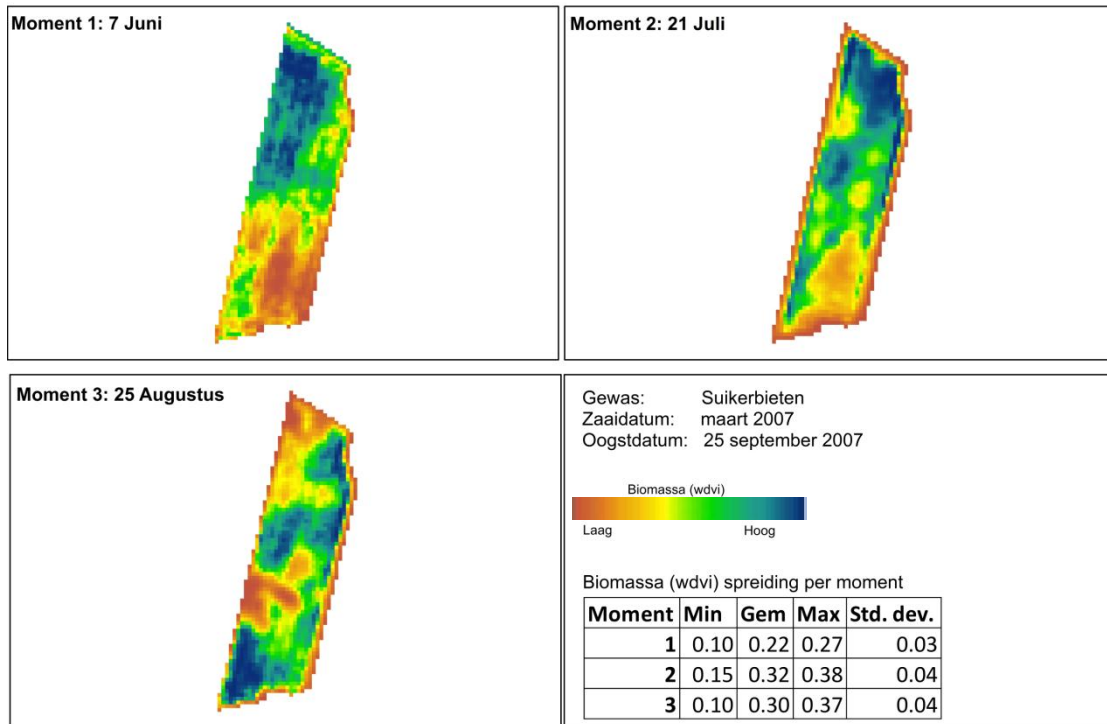 Moment 1: 7 Juni
Moment 2: 21 Juli
Moment 3: 25 Augustus
Gewas: Suikerbieten
Zaaidatum: maart 2007
Oogstdatum: 25 september 2007
Biomassa (wdvi)
Laag Hoog
Biomassa (wdvi) spreiding per moment
Moment Min Gem Max Std. dev.
1 0.10 0.22 0.27 0.03
2 0.15 0.32 0.38 0.04
3 0.10 0.30 0.37 0.04